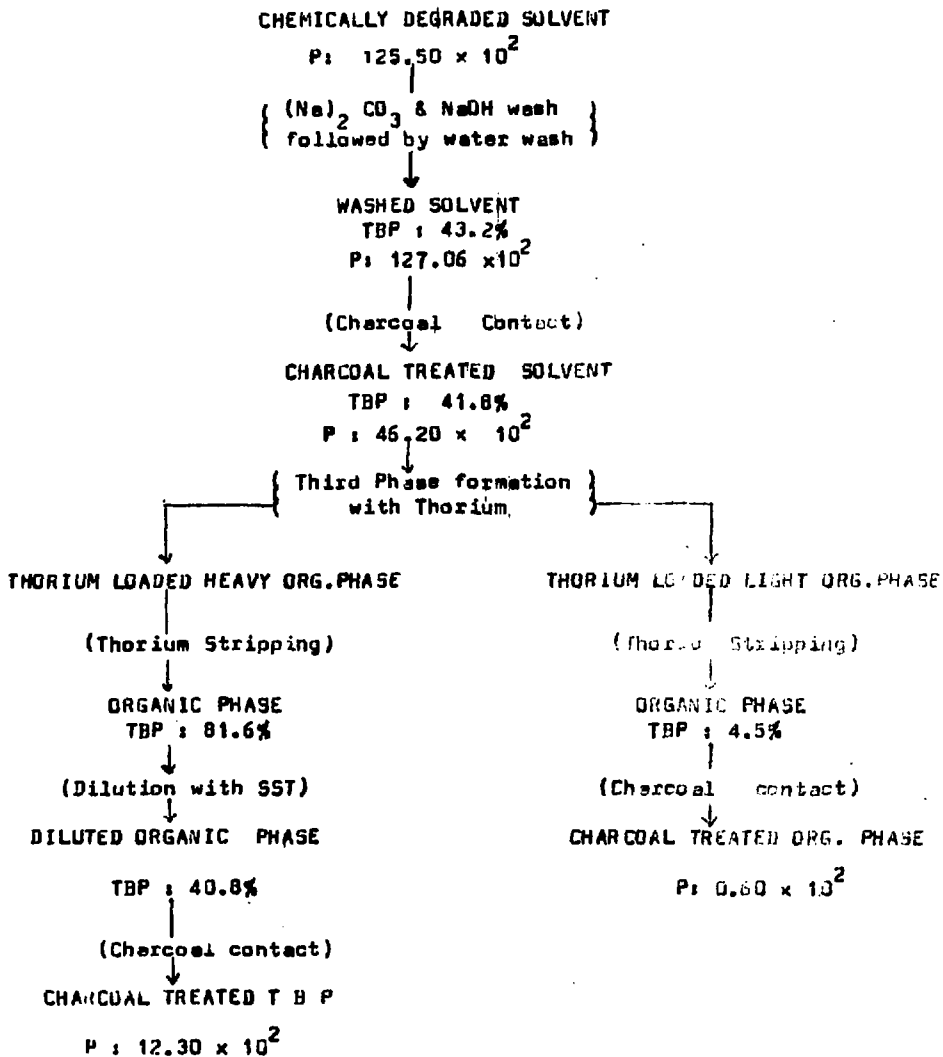 CHEMICALLY DEGRADED SOLVENT
P: 125.50 × 10²
(Na)₂ CO₃ & NaOH wash
followed by water wash
WASHED SOLVENT
TBP : 43.2%
P: 127.06 ×10²
(Charcoal Contact)
CHARCOAL TREATED SOLVENT
TBP : 41.8%
P : 46.20 × 10²
Third Phase formation
with Thorium.
THORIUM LOADED HEAVY ORG.PHASE
(Thorium Stripping)
ORGANIC PHASE
TBP : 81.6%
(Dilution with SST)
DILUTED ORGANIC PHASE
TBP : 40.8%
(Charcoal contact)
CHARCOAL TREATED T B P
P : 12.30 × 10²
THORIUM LOADED LIGHT ORG.PHASE
Stripping)
ORGANIC PHASE
TBP : 4.5%
(Charcoal contact)
CHARCOAL TREATED ORG. PHASE
P: 0.60 × 10²